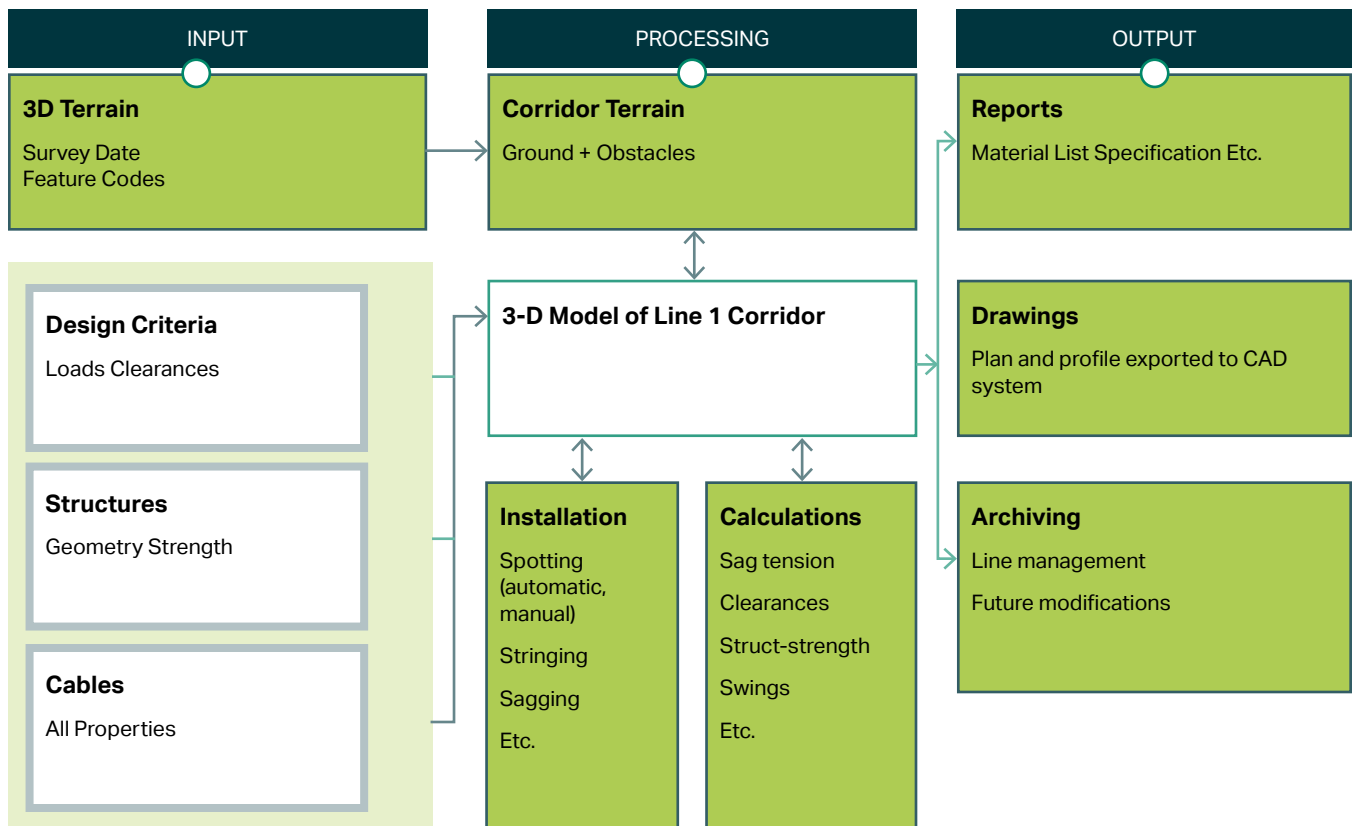 INPUT
3D Terrain
Survey Date
Feature Codes
Design Criteria
Loads Clearances
Structures
Geometry Strength
Cables
All Properties
PROCESSING
Corridor Terrain
Ground + Obstacles
3-D Model of Line 1 Corridor
Installation
Spotting
(automatic,
manual)
Stringing
Sagging
Etc.
Calculations
Sag tension
Clearances
Struct-strength
Swings
Etc.
OUTPUT
Reports
Material List Specification Etc.
Drawings
Plan and profile exported to CAD
system
Archiving
Line management
Future modifications